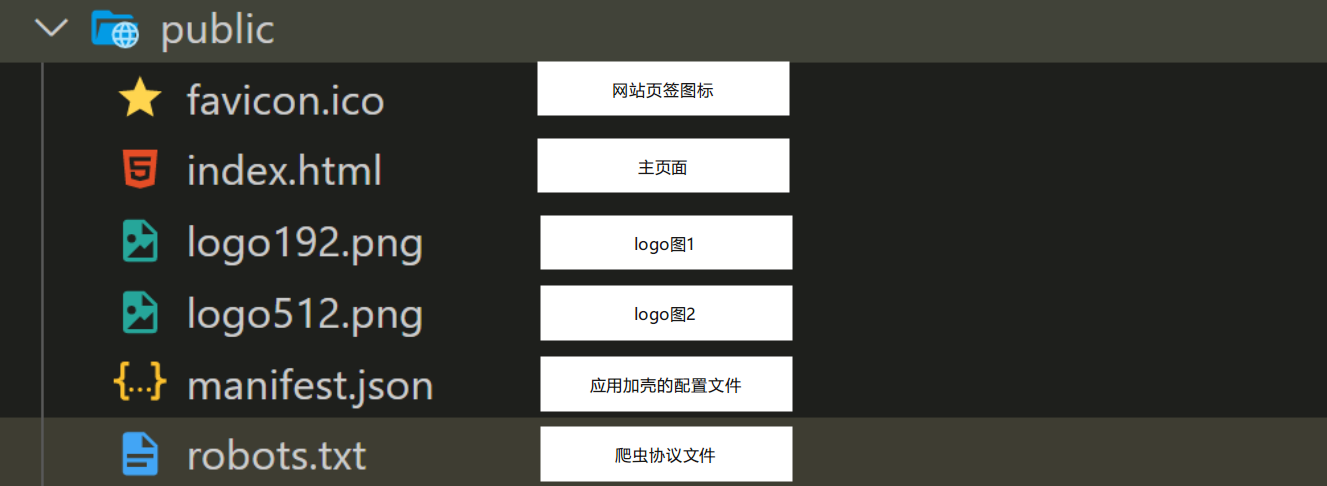 public
favicon.ico 网站页签图标
index.html 主页面
logo192.png logo图1
logo512.png logo图2
{...} manifest.json 应用加壳的配置文件
robots.txt 爬虫协议文件